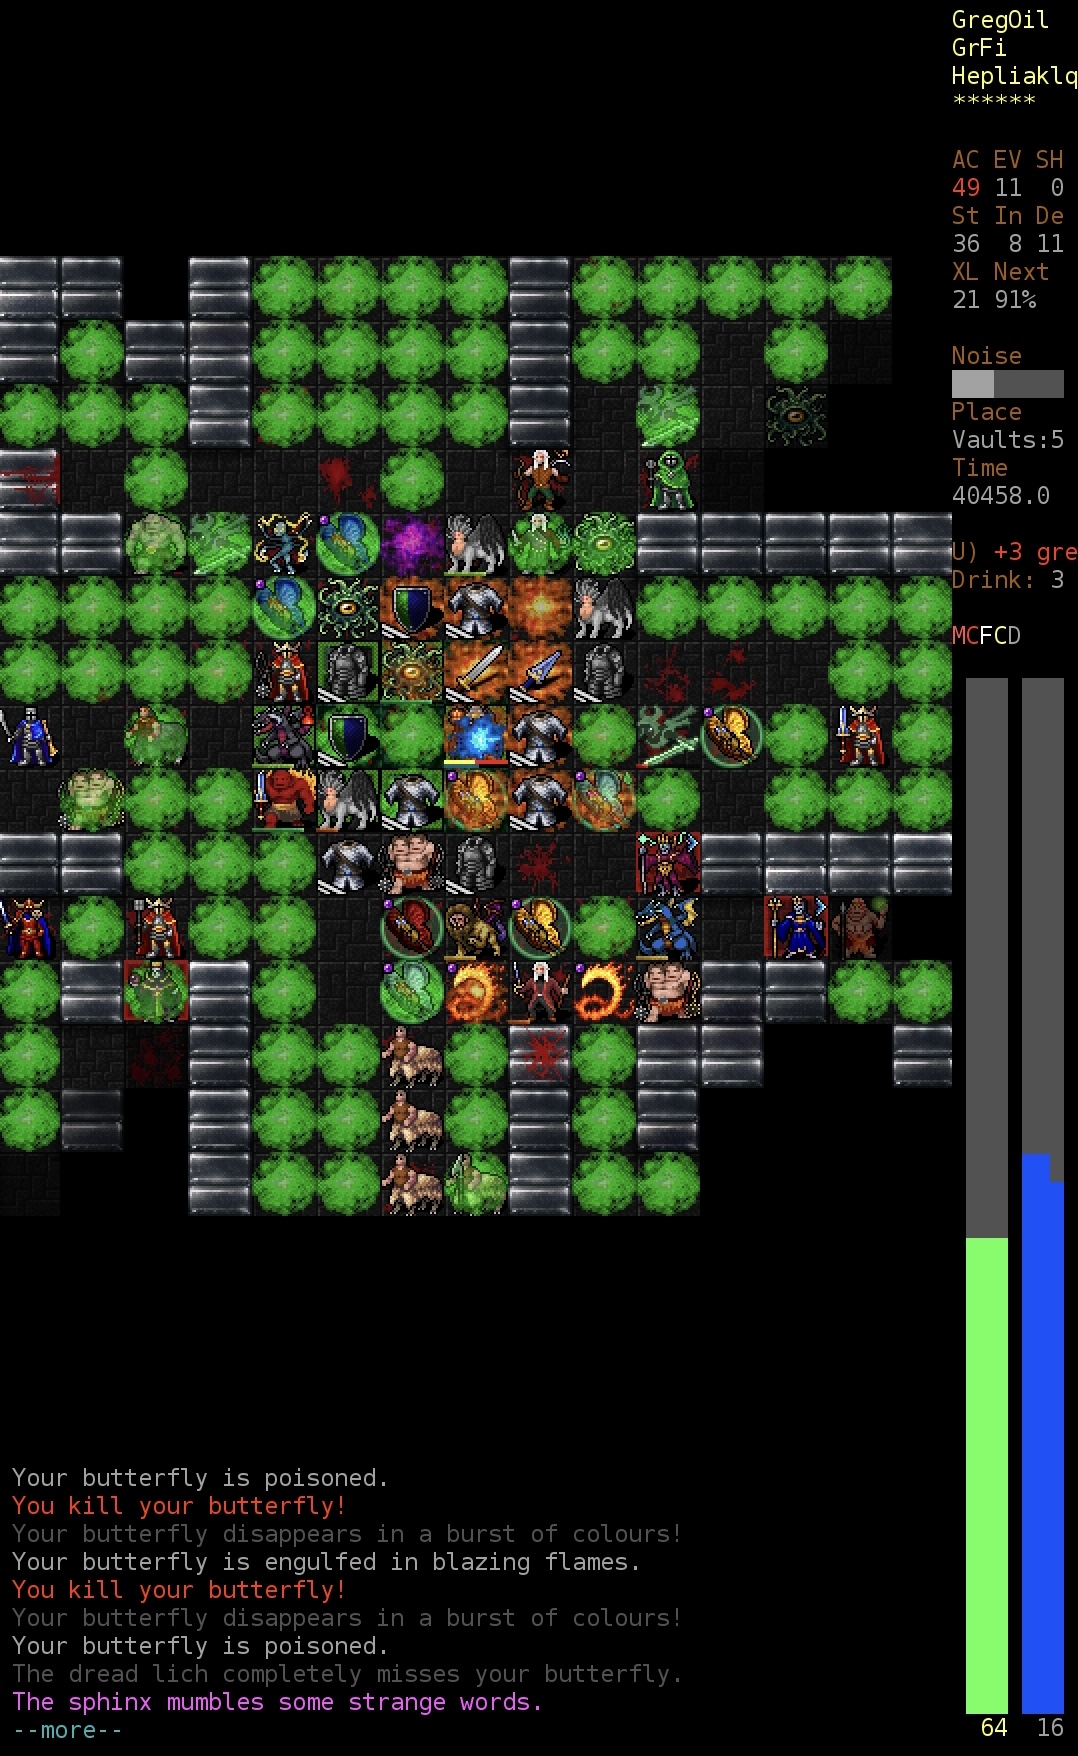 GregOil
GrFi
Hepliaklq
******
AC EV SH
49 11 0
St In De
36 8 11
XL Next
21 91%
Noise
Place
Vaults:5
Time
40458.0
U) +3 gre
Drink: 3
MCFCD
Your butterfly is poisoned.
You kill your butterfly!
Your butterfly disappears in a burst of colours!
Your butterfly is engulfed in blazing flames.
You kill your butterfly!
Your butterfly disappears in a burst of colours!
Your butterfly is poisoned.
The dread lich completely misses your butterfly.
The sphinx mumbles some strange words.
--more--
64 16